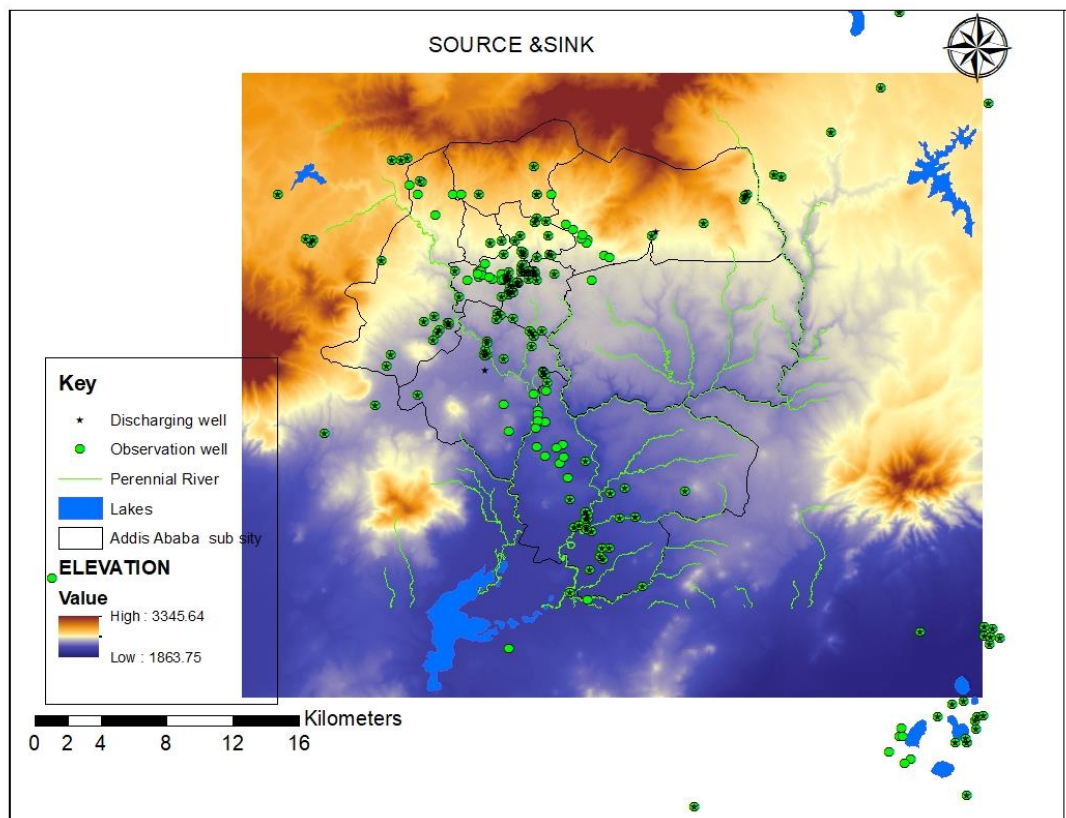 SOURCE &SINK
Key
Discharging well
Observation well
Perennial River
Lakes
Addis Ababa sub sity
ELEVATION
Value
High : 3345.64
Low : 1863.75
Kilometers
0 2 4 8 12 16